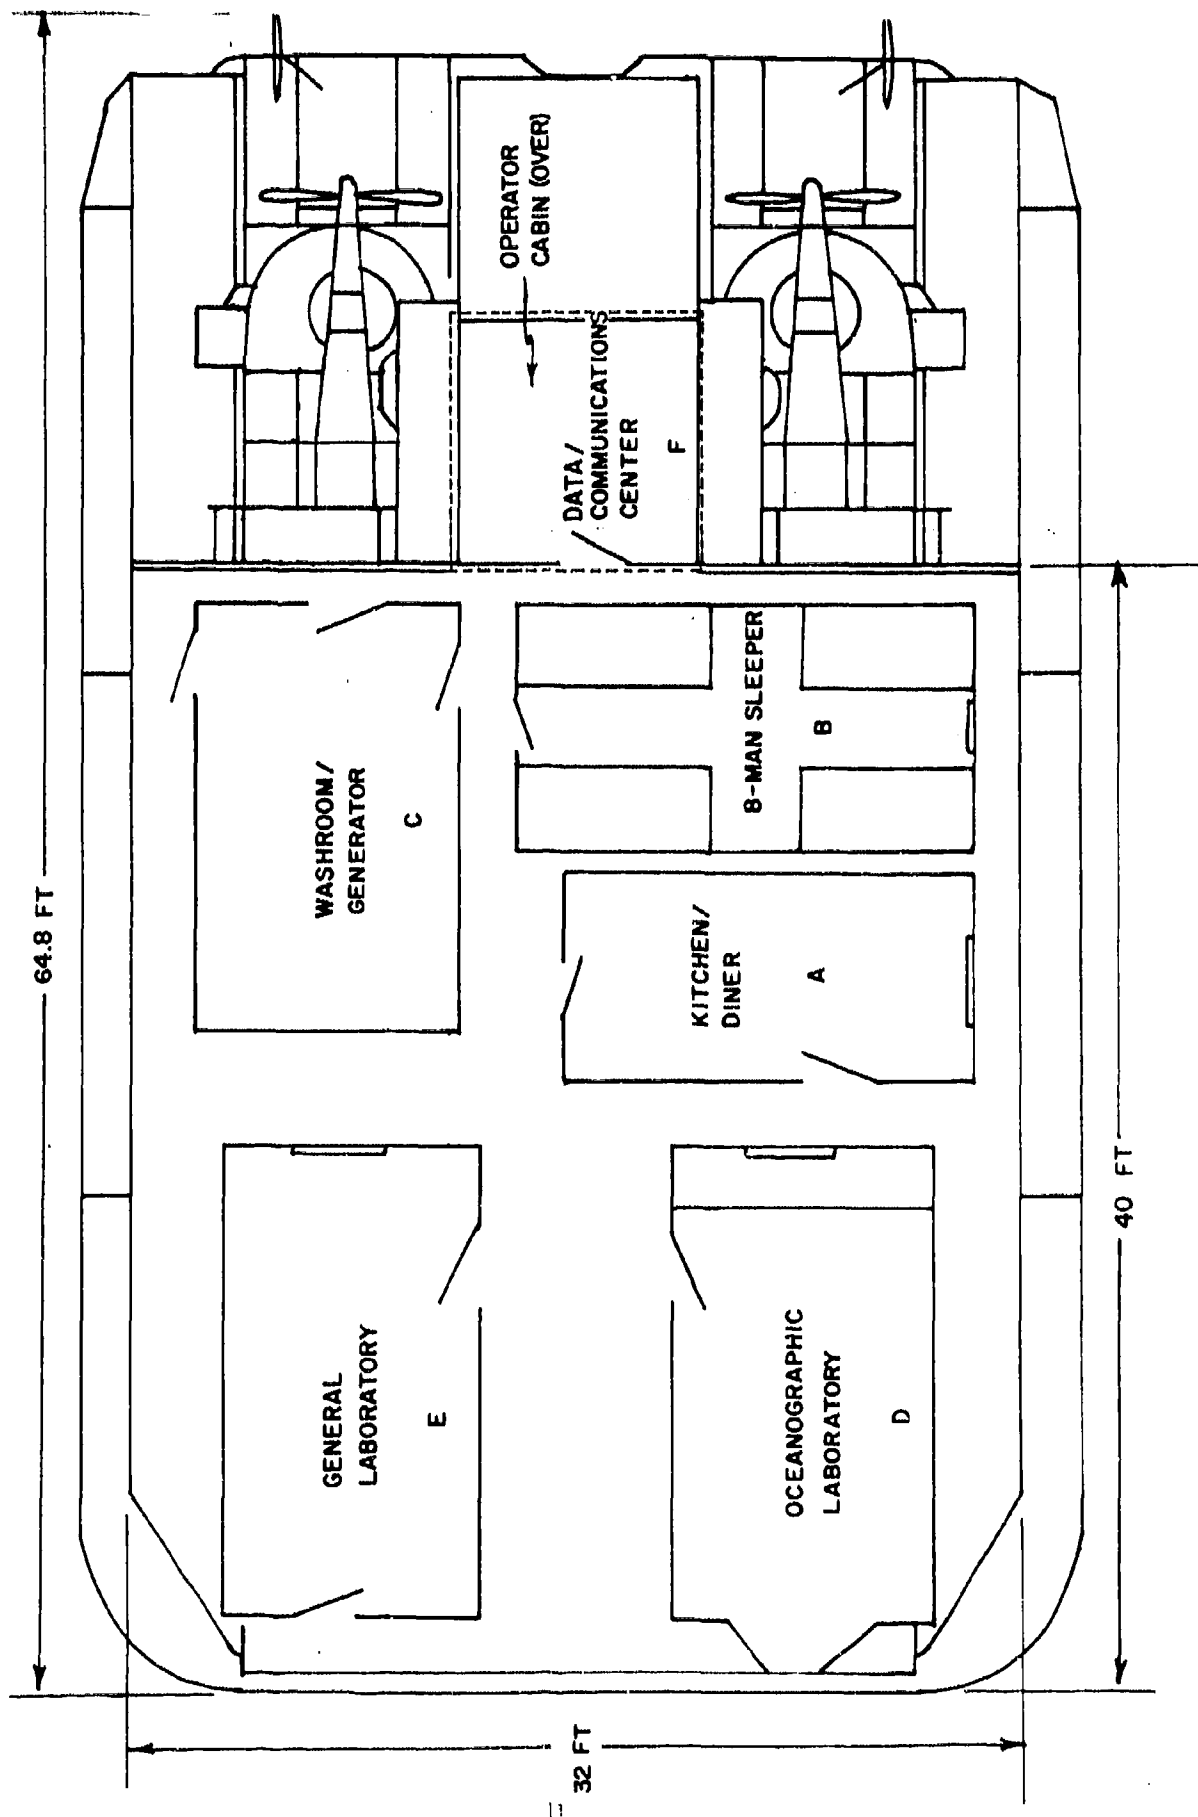 64.8 FT
OPERATOR
CABIN (OVER)
DATA/
COMMUNICATIONS
CENTER
F
WASHROOM/
GENERATOR
C
8-MAN SLEEPER
B
KITCHEN/
DINER
A
GENERAL
LABORATORY
E
OCEANOGRAPHIC
LABORATORY
D
40 FT
32 FT